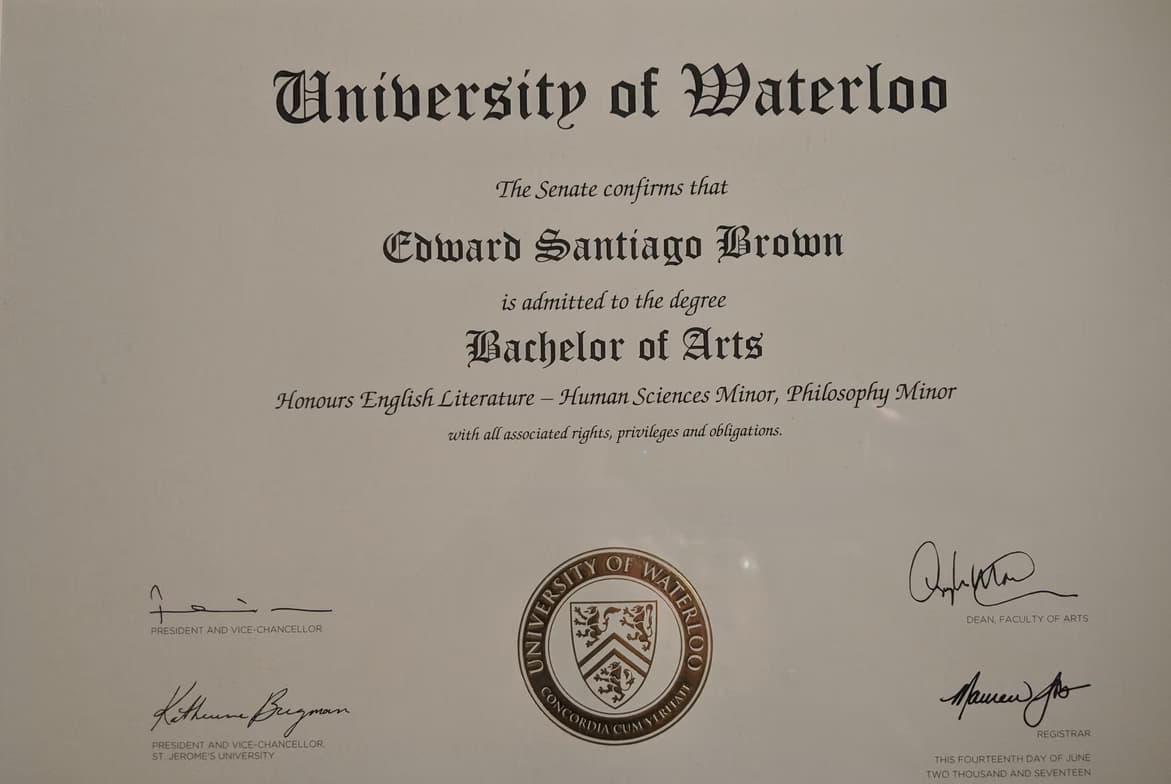 University of Waterloo
The Senate confirms that
Edward Santiago Brown
is admitted to the degree
Bachelor of Arts
Honours English Literature – Human Sciences Minor, Philosophy Minor
with all associated rights, privileges and obligations.
PRESIDENT AND VICE-CHANCELLOR
Katherine Bergman
PRESIDENT AND VICE-CHANCELLOR,
ST. JEROME'S UNIVERSITY
UNIVERSITY OF WATERLOO
CONCORDIA CUM VERITATE
DEAN, FACULTY OF ARTS
Maureen
REGISTRAR
THIS FOURTEENTH DAY OF JUNE
TWO THOUSAND AND SEVENTEEN